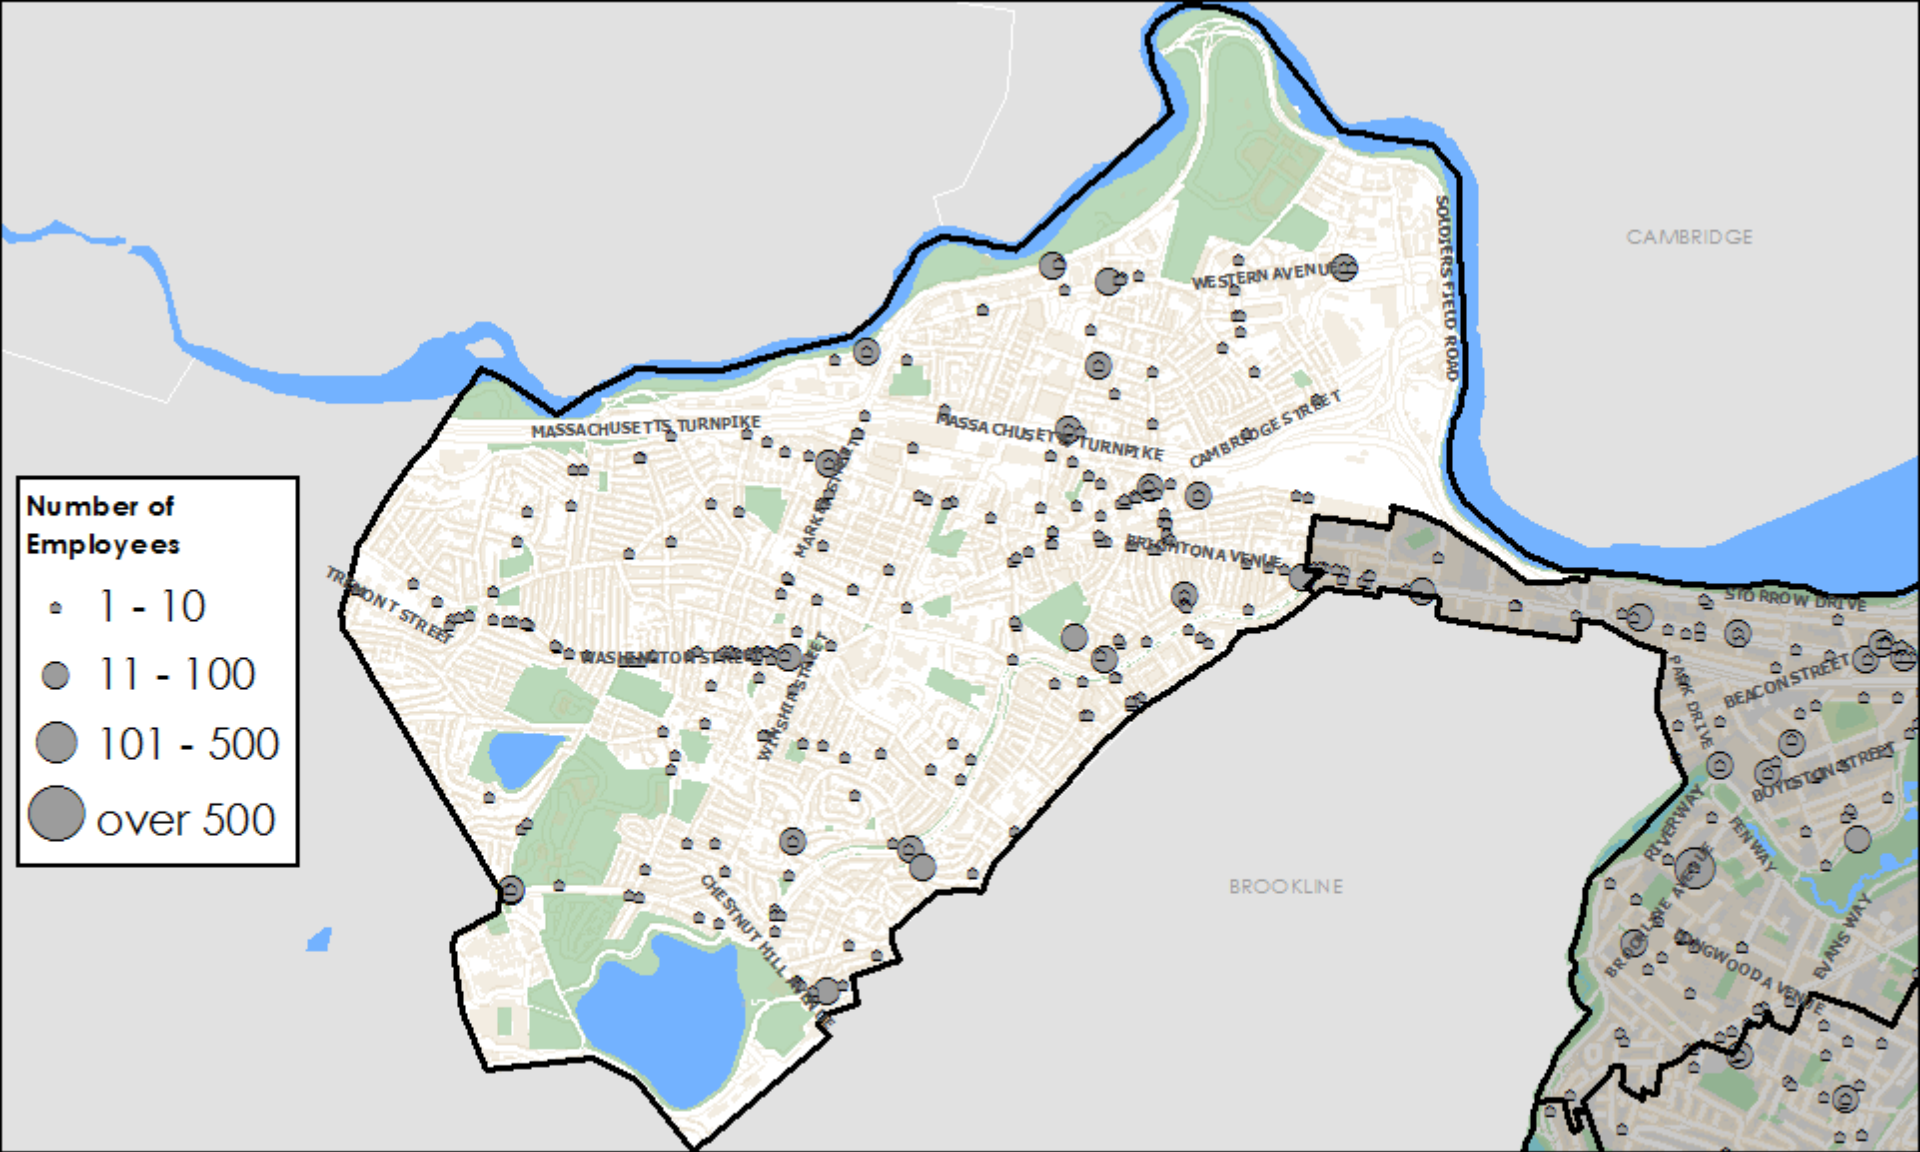 SOLDIERS FIELD ROAD
CAMBRIDGE
WESTERN AVENUE
MASSACHUSETTS TURNPIKE
MASSACHUSETTS TURNPIKE
CAMBRIDGE STREET
Number of
Employees
1 - 10
11 - 100
101 - 500
over 500
BRIGHTON AVENUE
TREMONT STREET
STORROW DRIVE
WASHINGTON STREET
WINSHIP STREET
PARK DRIVE
BEACON STREET
BOYLSTON STREET
RIVERWAY
FENWAY
BROOKLINE
CHESTNUT HILL AVENUE
BROOKLINE AVENUE
LONGWOOD AVENUE
EVANS WAY